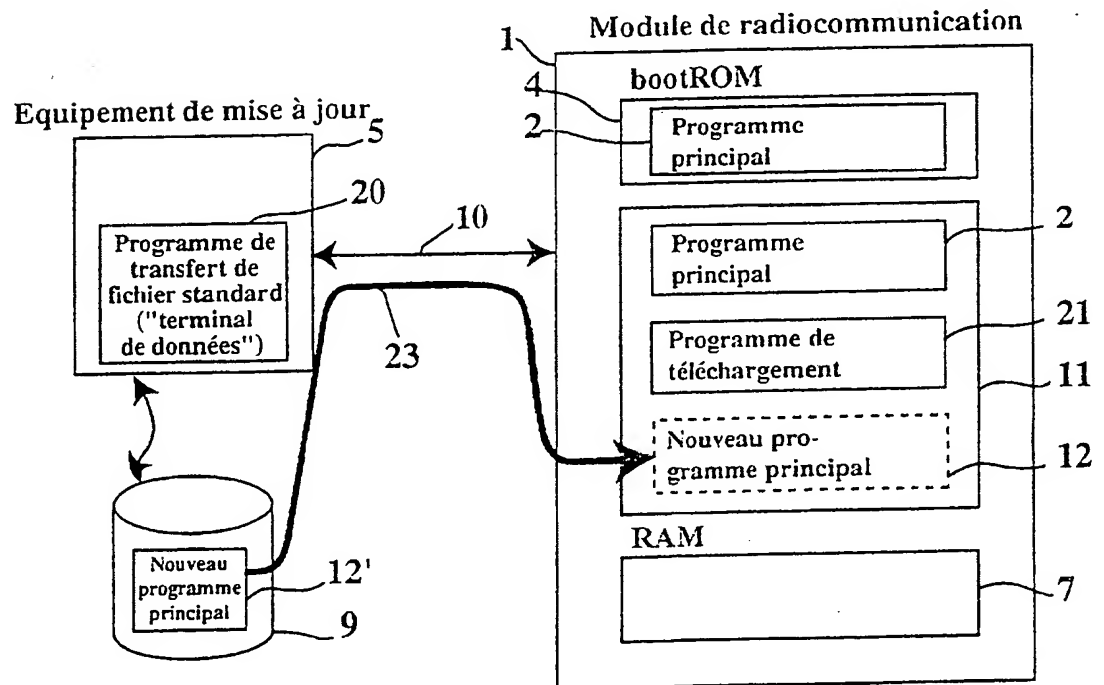 Module de radiocommunication
1
bootROM
4
2
Programme
principal
Equipement de mise à jour
5
20
Programme de
transfert de
fichier standard
("terminal
de données")
10
23
Programme
principal
2
Programme de
téléchargement
21
11
Nouveau pro-
gramme principal
12
RAM
7
Nouveau
programme
principal
12'
9